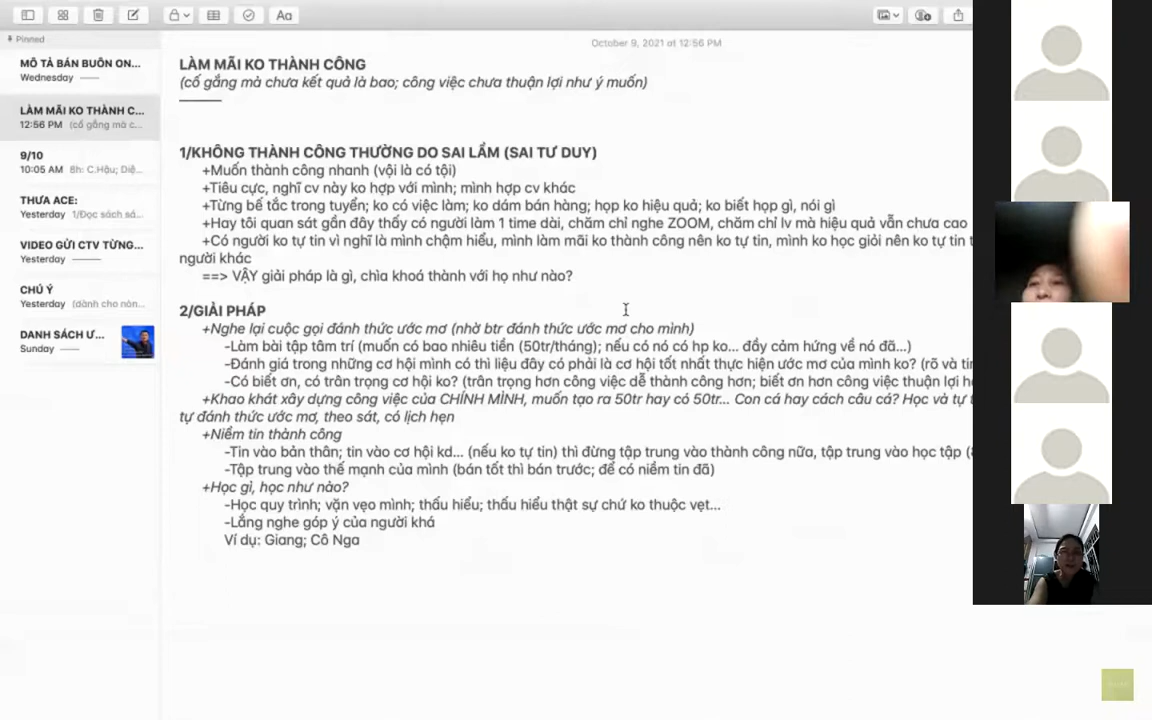 Pinned
MÔ TẢ BÁN BUÔN ON...
Wednesday
LÀM MÃI KO THÀNH C...
12:56 PM (cố gắng mà c...
9/10
10:05 AM 8h: C.Hậu; Diệ...
THƯA ACE:
Yesterday 1/Đọc sách sá...
VIDEO GỬI CTV TỪNG...
Yesterday
CHÚ Ý
Yesterday (dành cho nòn...
DANH SÁCH Ư...
Sunday
October 9, 2021 at 12:56 PM
LÀM MÃI KO THÀNH CÔNG
(cố gắng mà chưa kết quả là bao; công việc chưa thuận lợi như ý muốn)
1/KHÔNG THÀNH CÔNG THƯỜNG DO SAI LẦM (SAI TƯ DUY)
+Muốn thành công nhanh (vội là có tội)
+Tiêu cực, nghĩ cv này ko hợp với mình; mình hợp cv khác
+Từng bế tắc trong tuyển; ko có việc làm; ko dám bán hàng; họp ko hiệu quả; ko biết họp gì, nói gì
+Hay tôi quan sát gần đây thấy có người làm 1 time dài, chăm chỉ nghe ZOOM, chăm chỉ lv mà hiệu quả vẫn chưa cao
+Có người ko tự tin vì nghĩ là mình chậm hiểu, mình làm mãi ko thành công nên ko tự tin, mình ko học giỏi nên ko tự tin t
người khác
==> VẬY giải pháp là gì, chìa khoá thành với họ như nào?
2/GIẢI PHÁP
+Nghe lại cuộc gọi đánh thức ước mơ (nhờ btr đánh thức ước mơ cho mình)
-Làm bài tập tâm trí (muốn có bao nhiêu tiền (50tr/tháng); nếu có nó có hp ko... đầy cảm hứng về nó đã...)
-Đánh giá trong những cơ hội mình có thì liệu đây có phải là cơ hội tốt nhất thực hiện ước mơ của mình ko? (rõ và tin
-Có biết ơn, có trân trọng cơ hội ko? (trân trọng hơn công việc dễ thành công hơn; biết ơn hơn công việc thuận lợi h
+Khao khát xây dựng công việc của CHÍNH MÌNH, muốn tạo ra 50tr hay có 50tr... Con cá hay cách câu cá? Học và tự t
tự đánh thức ước mơ, theo sát, có lịch hẹn
+Niềm tin thành công
-Tin vào bản thân; tin vào cơ hội kd... (nếu ko tự tin) thì đừng tập trung vào thành công nữa, tập trung vào học tập (
-Tập trung vào thế mạnh của mình (bán tốt thì bán trước; để có niềm tin đã)
+Học gì, học như nào?
-Học quy trình; vặn vẹo mình; thấu hiểu; thấu hiểu thật sự chứ ko thuộc vẹt...
-Lắng nghe góp ý của người khá
Ví dụ: Giang; Cô Nga